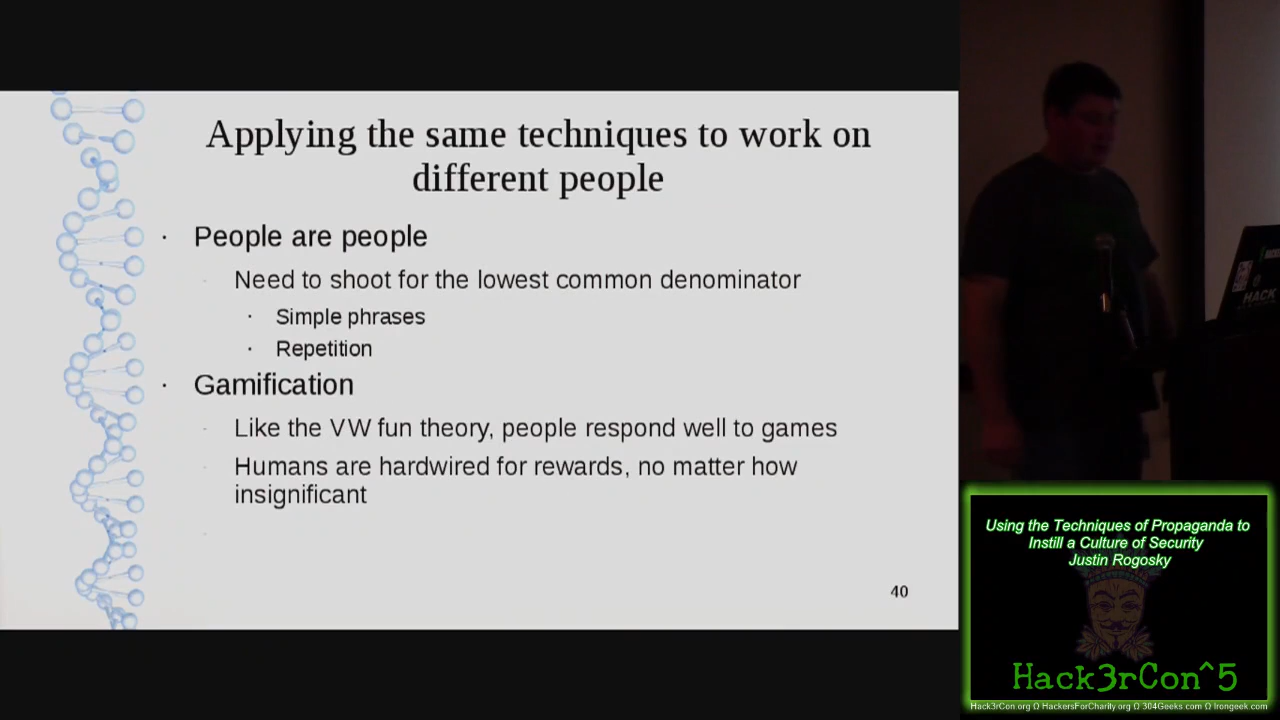 Applying the same techniques to work on
different people
· People are people
- Need to shoot for the lowest common denominator
· Simple phrases
· Repetition
· Gamification
- Like the VW fun theory, people respond well to games
- Humans are hardwired for rewards, no matter how
insignificant
-
40
HACK
Using the Techniques of Propaganda to
Instill a Culture of Security
Justin Rogosky
Hack3rCon^5
Hack3rCon.org Ω HackersForCharity.org Ω 304Geeks.com Ω Irongeek.com